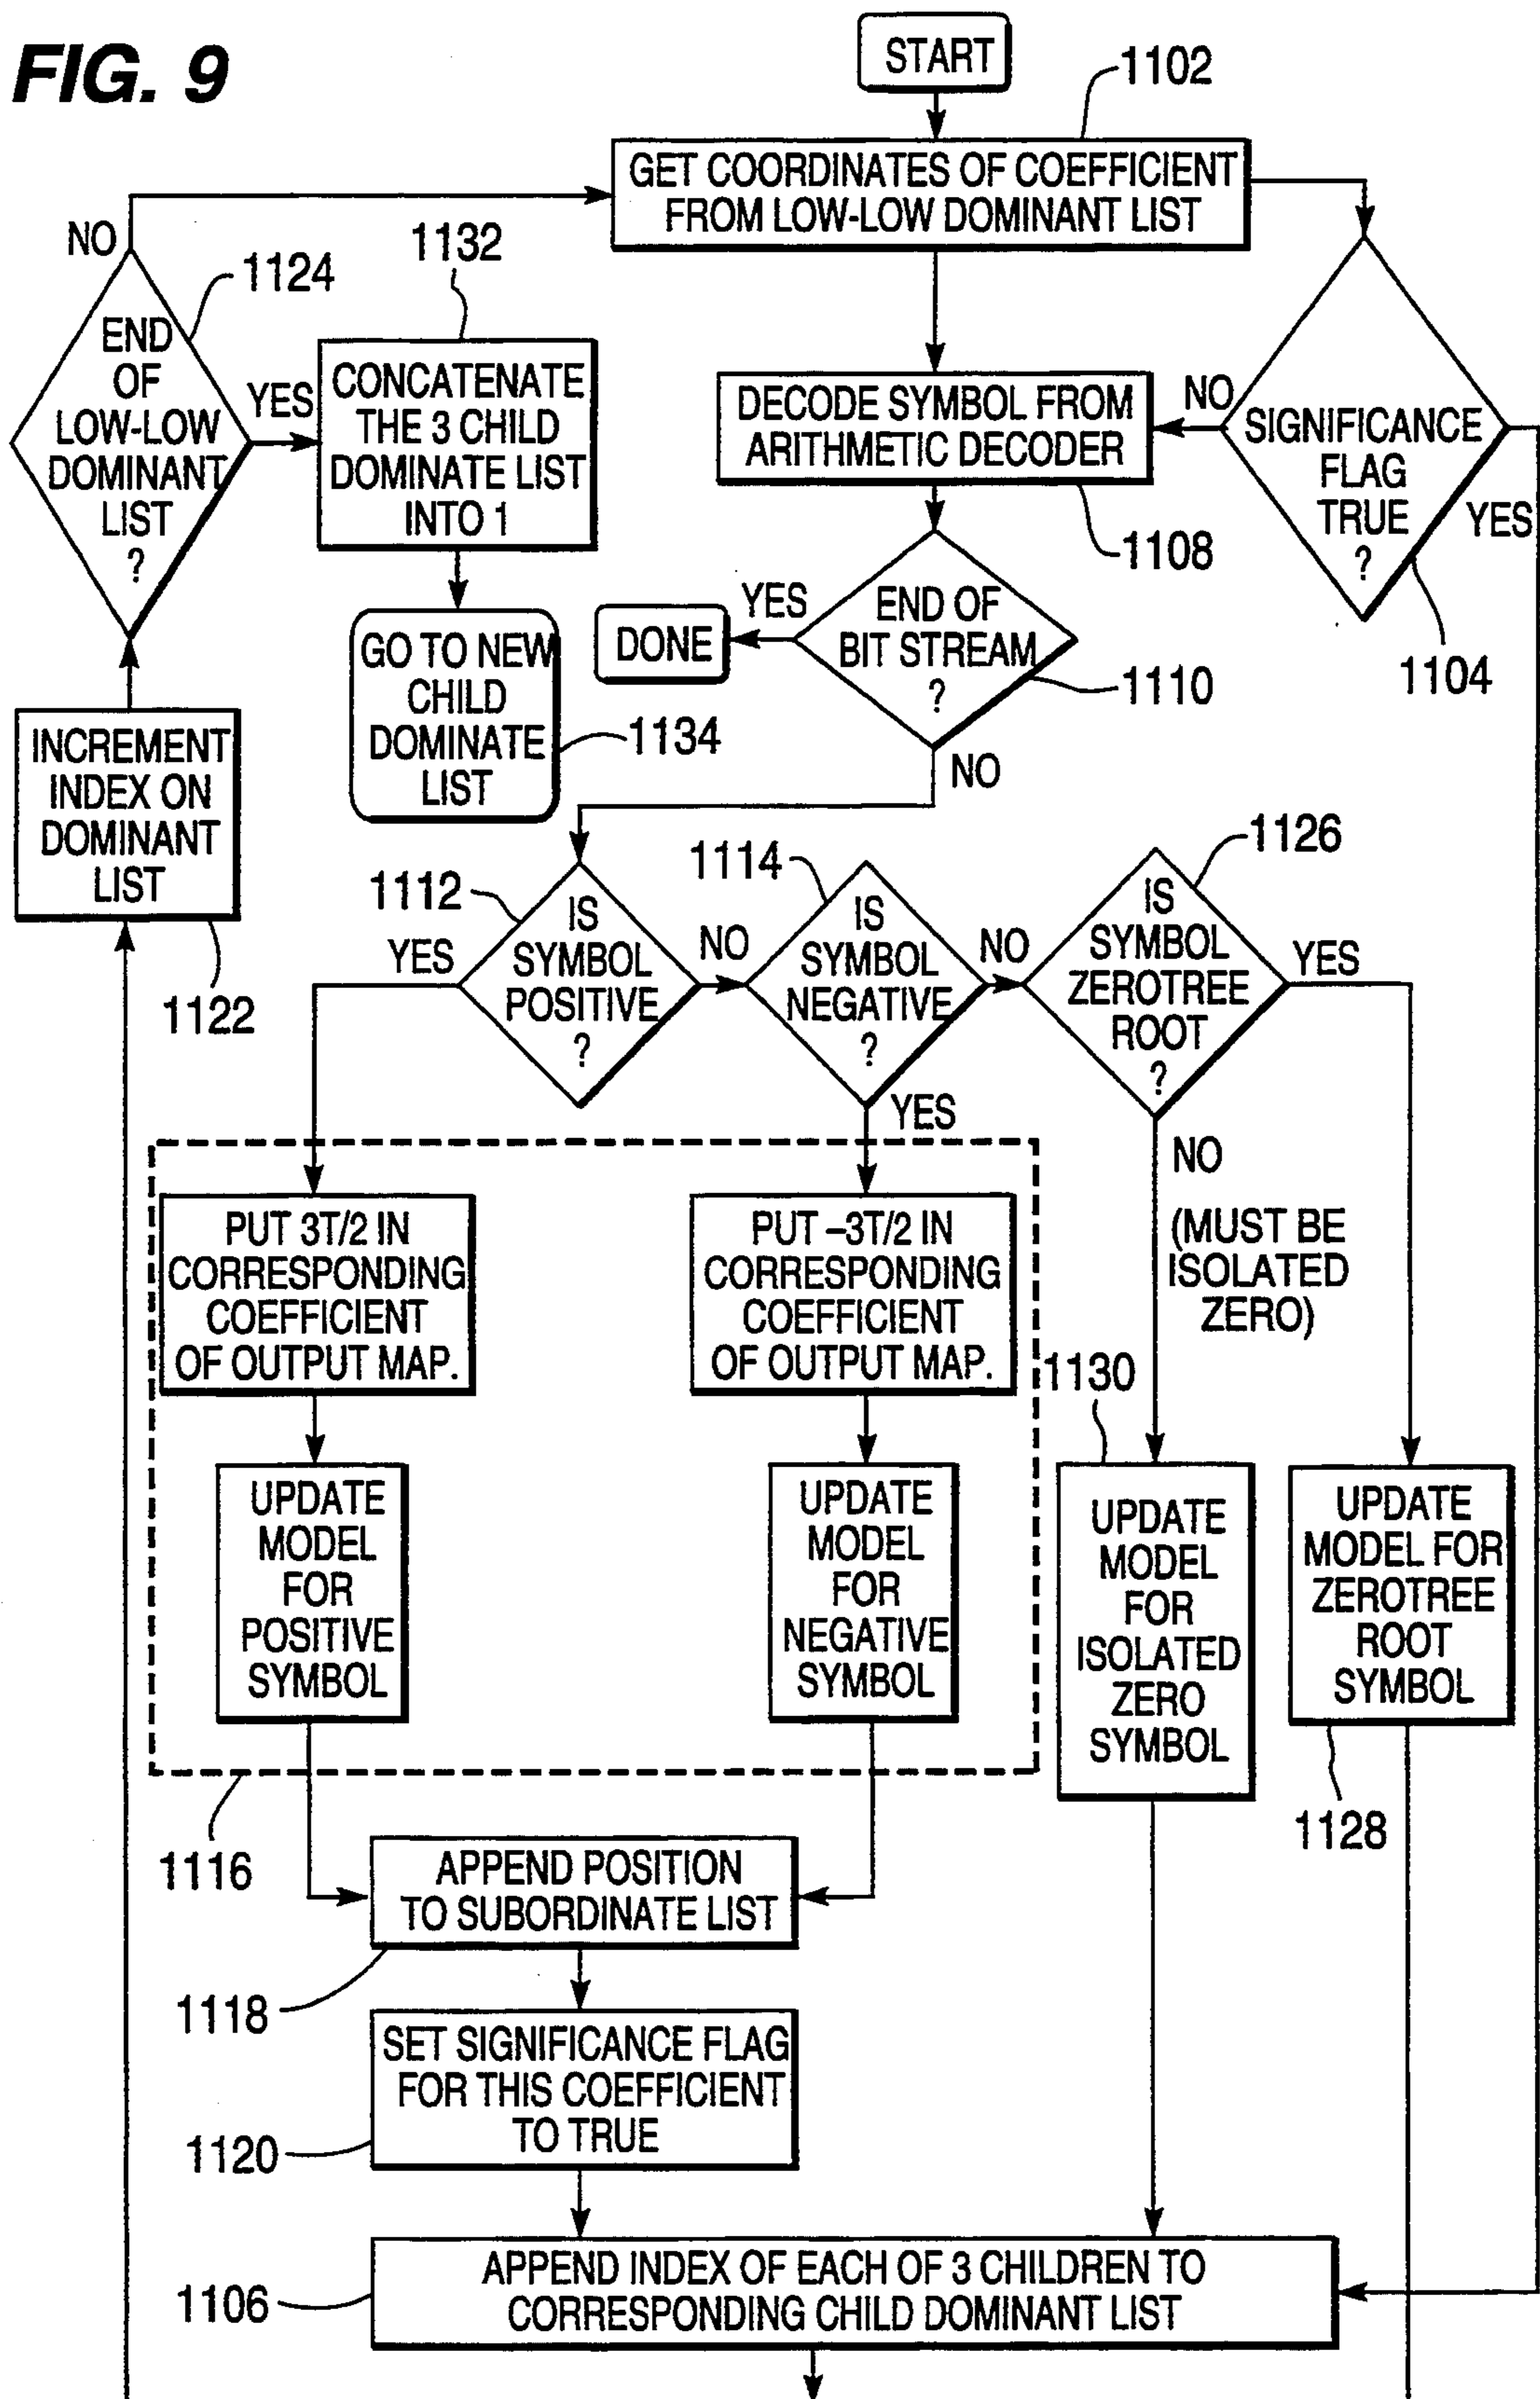 FIG. 9
START
1102
GET COORDINATES OF COEFFICIENT
FROM LOW-LOW DOMINANT LIST
NO
1124
END
OF
LOW-LOW
DOMINANT
LIST
?
YES
1132
CONCATENATE
THE 3 CHILD
DOMINATE LIST
INTO 1
DECODE SYMBOL FROM
ARITHMETIC DECODER
1108
NO
SIGNIFICANCE
FLAG
TRUE
?
YES
1104
END OF
BIT STREAM
?
1110
YES
DONE
NO
GO TO NEW
CHILD
DOMINATE
LIST
1134
INCREMENT
INDEX ON
DOMINANT
LIST
1122
1112
IS
SYMBOL
POSITIVE
?
YES
NO
1114
IS
SYMBOL
NEGATIVE
?
NO
YES
1126
IS
SYMBOL
ZEROTREE
ROOT
?
YES
NO
(MUST BE
ISOLATED
ZERO)
PUT 3T/2 IN
CORRESPONDING
COEFFICIENT
OF OUTPUT MAP.
PUT –3T/2 IN
CORRESPONDING
COEFFICIENT
OF OUTPUT MAP.
1130
UPDATE
MODEL
FOR
POSITIVE
SYMBOL
UPDATE
MODEL
FOR
NEGATIVE
SYMBOL
UPDATE
MODEL
FOR
ISOLATED
ZERO
SYMBOL
UPDATE
MODEL FOR
ZEROTREE
ROOT
SYMBOL
1128
1116
APPEND POSITION
TO SUBORDINATE LIST
1118
SET SIGNIFICANCE FLAG
FOR THIS COEFFICIENT
TO TRUE
1120
APPEND INDEX OF EACH OF 3 CHILDREN TO
CORRESPONDING CHILD DOMINANT LIST
1106